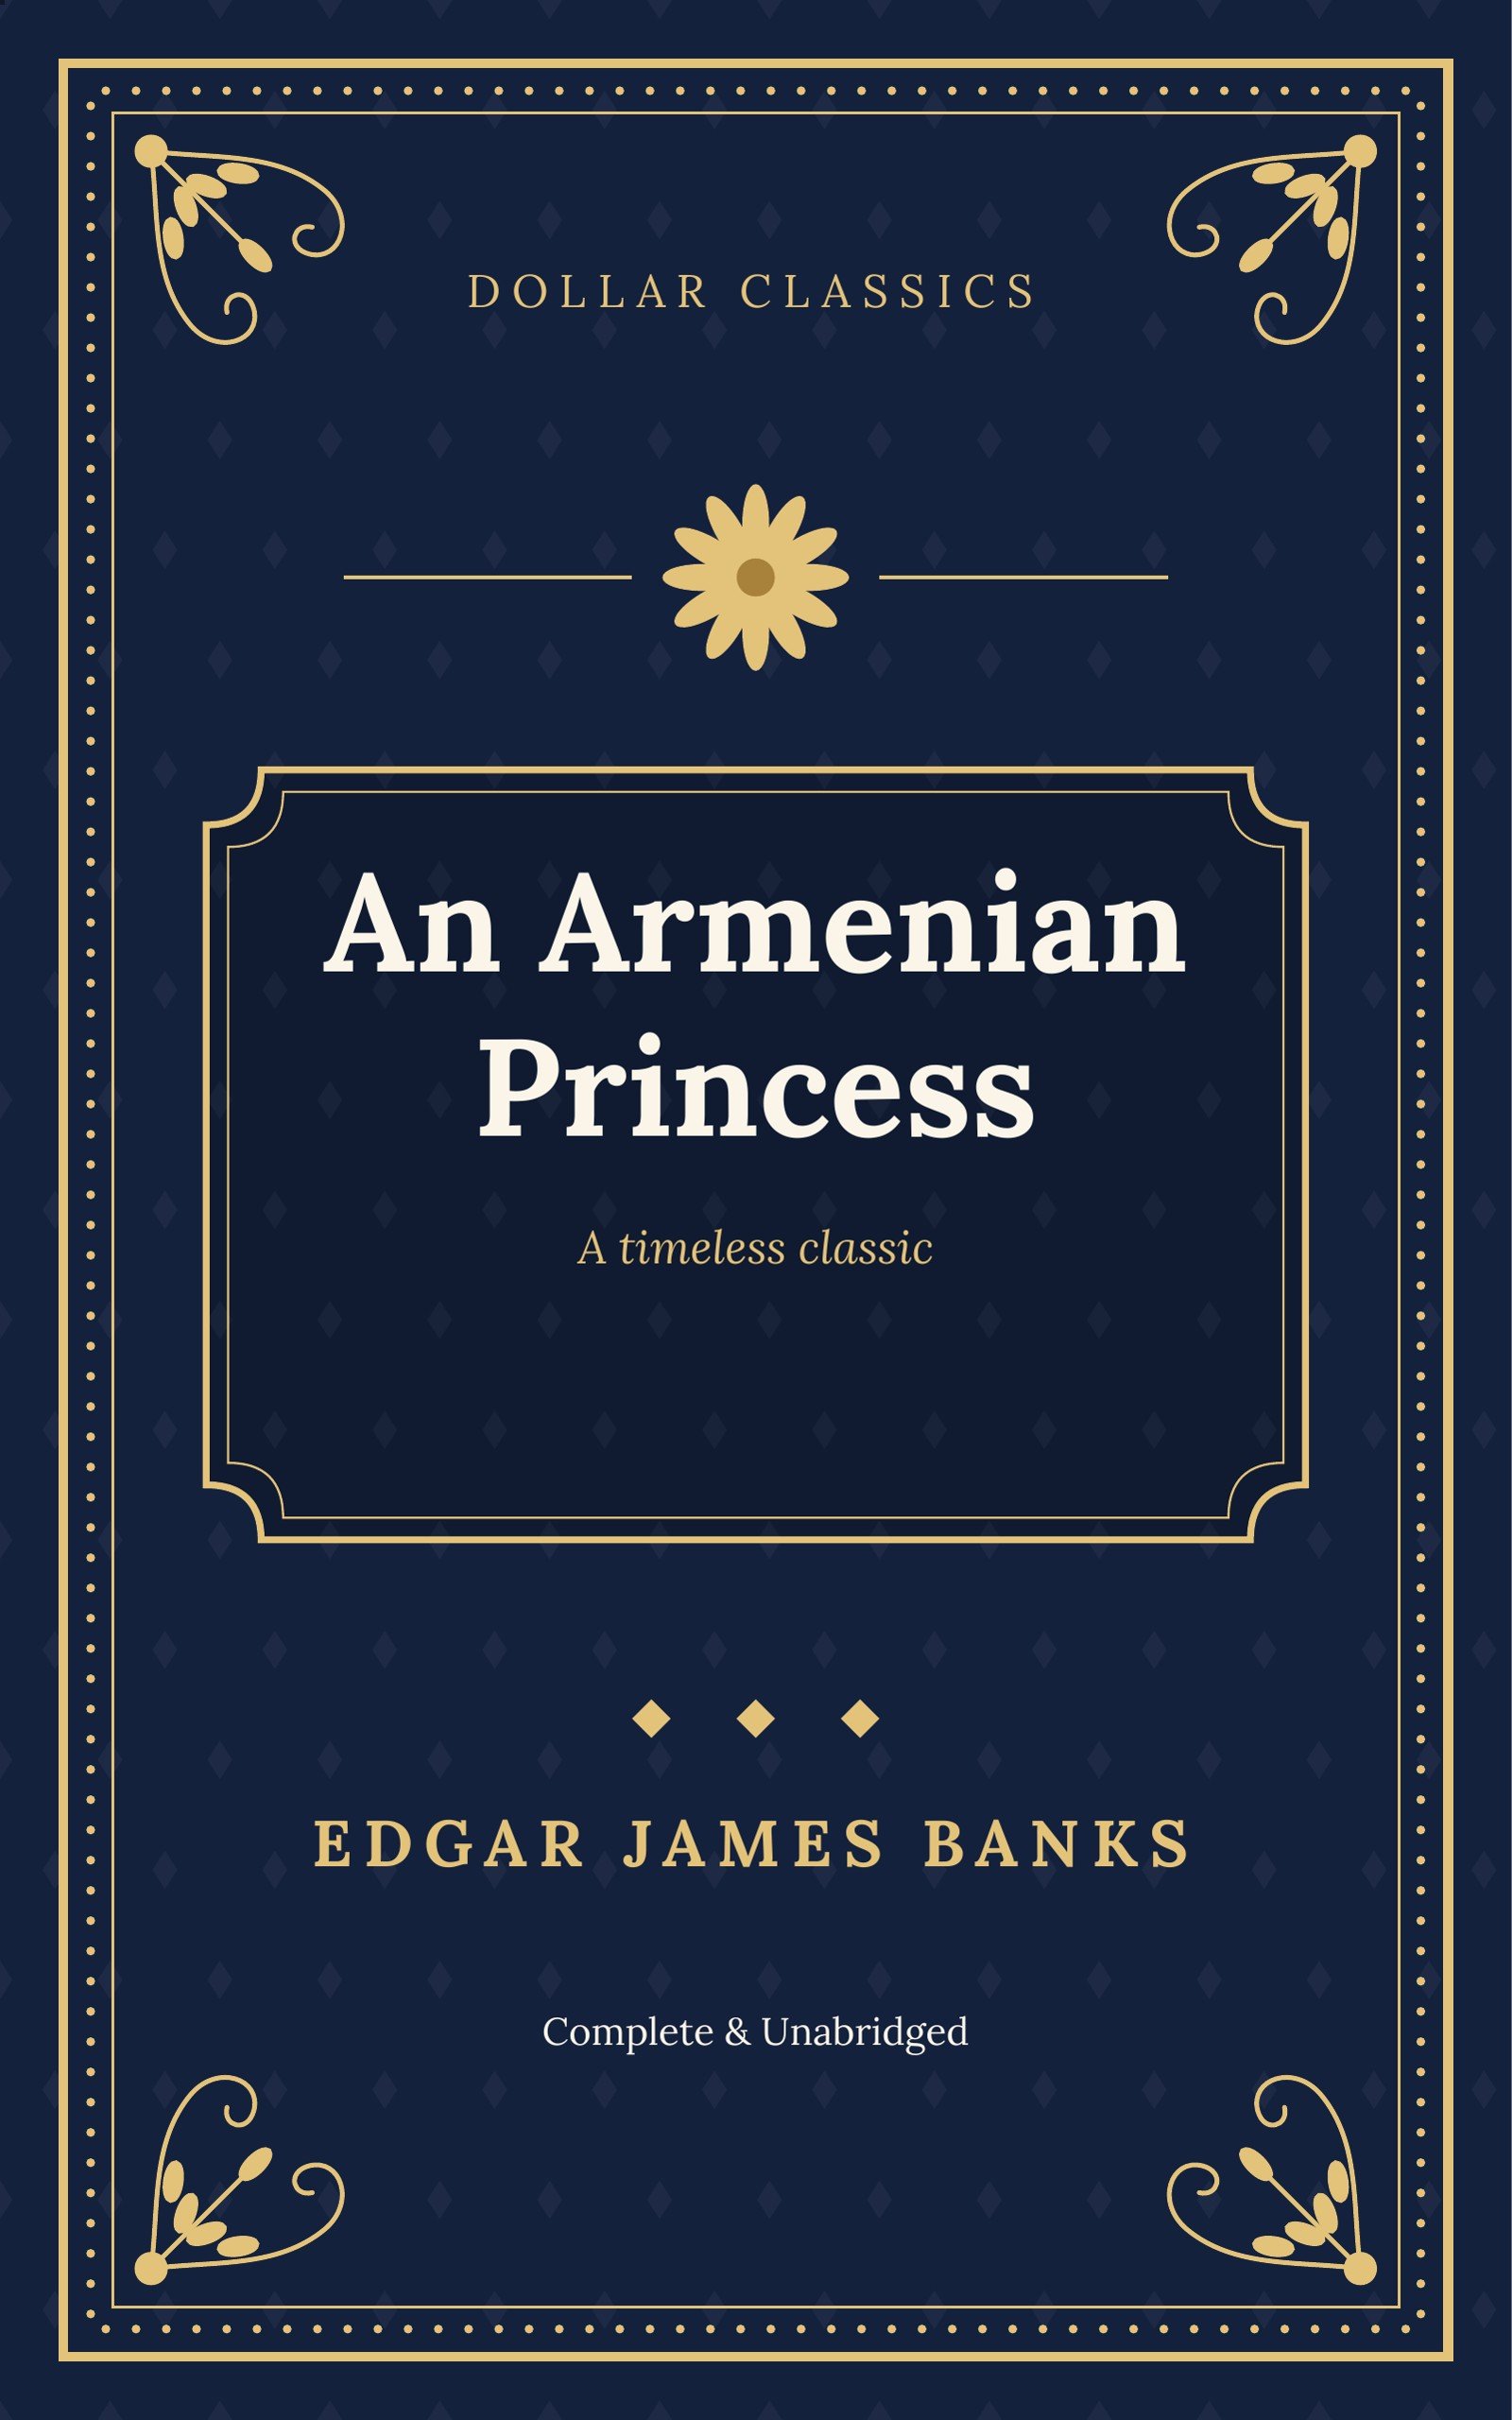 DOLLAR CLASSICS
An Armenian
Princess
A timeless classic
EDGAR JAMES BANKS
Complete & Unabridged